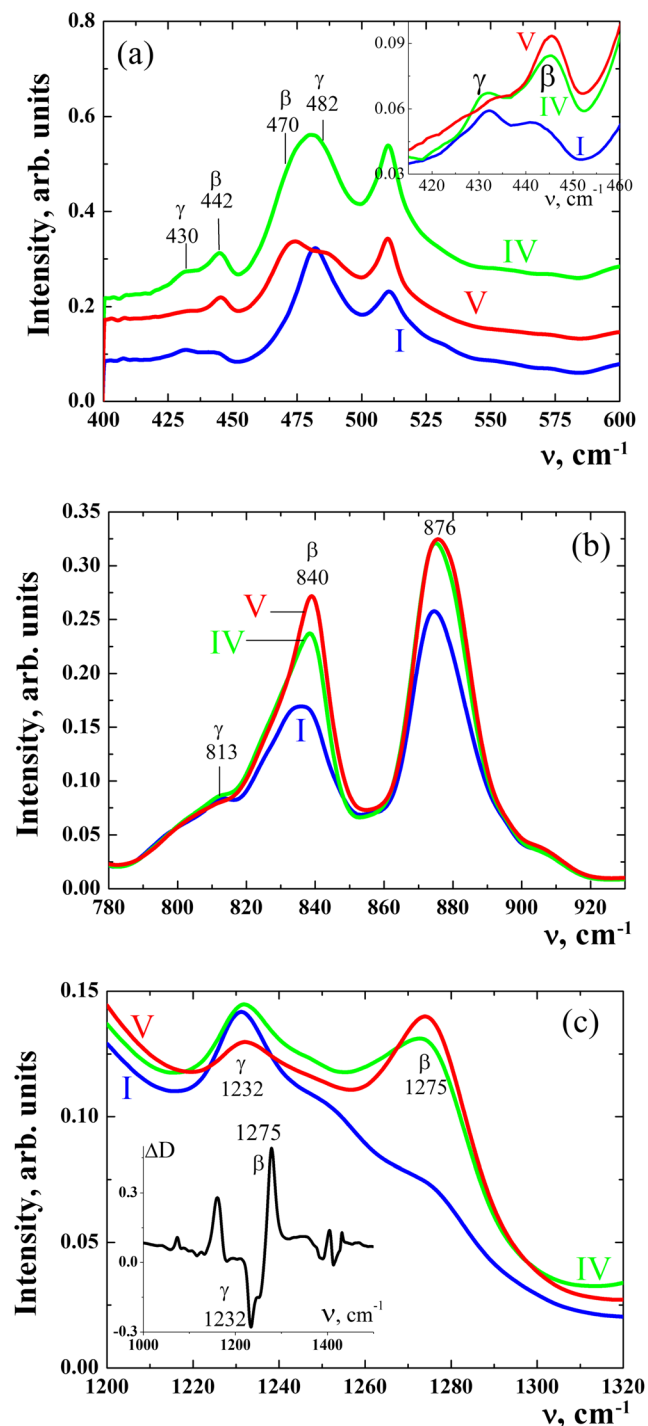 (a)
Intensity, arb. units
0.8
0.6
0.4
0.2
0.0
γ
430
β
442
β
470
γ
482
IV
V
I
400 425 450 475 500 525 550 575 600
ν, cm-1
0.09
0.06
0.03
γ
V
β
IV
I
420 430 440 450 460
ν, cm-1
(b)
Intensity, arb. units
0.35
0.30
0.25
0.20
0.15
0.10
0.05
0.00
876
β
840
V
IV
I
γ
813
780 800 820 840 860 880 900 920
ν, cm-1
(c)
Intensity, arb. units
0.15
0.10
0.05
0.00
V
I
γ
1232
β
1275
IV
ΔD
1275
β
0.3
0.0
-0.3
γ
1232
ν, cm-1
1000 1200 1400
1200 1220 1240 1260 1280 1300 1320
ν, cm-1